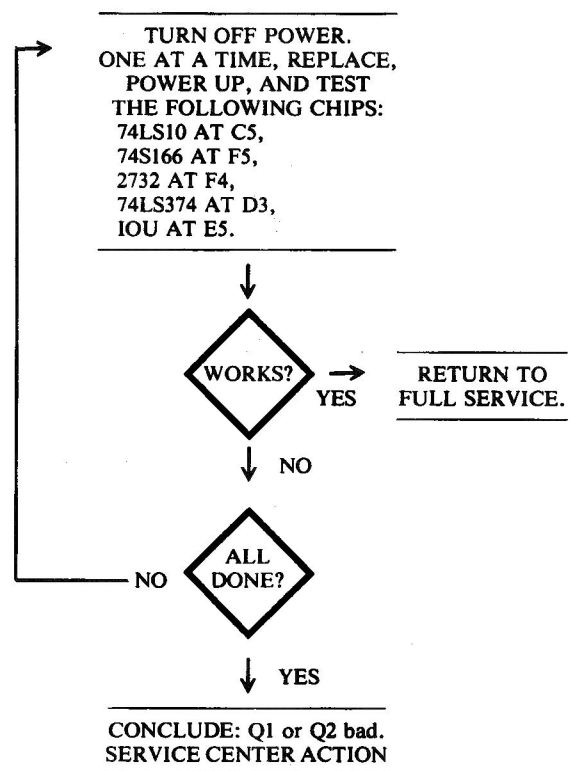 TURN OFF POWER.
ONE AT A TIME, REPLACE,
POWER UP, AND TEST
THE FOLLOWING CHIPS:
74LS10 AT C5,
74S166 AT F5,
2732 AT F4,
74LS374 AT D3,
IOU AT E5.
WORKS?
YES
RETURN TO
FULL SERVICE.
NO
ALL
DONE?
NO
YES
CONCLUDE: Q1 or Q2 bad.
SERVICE CENTER ACTION